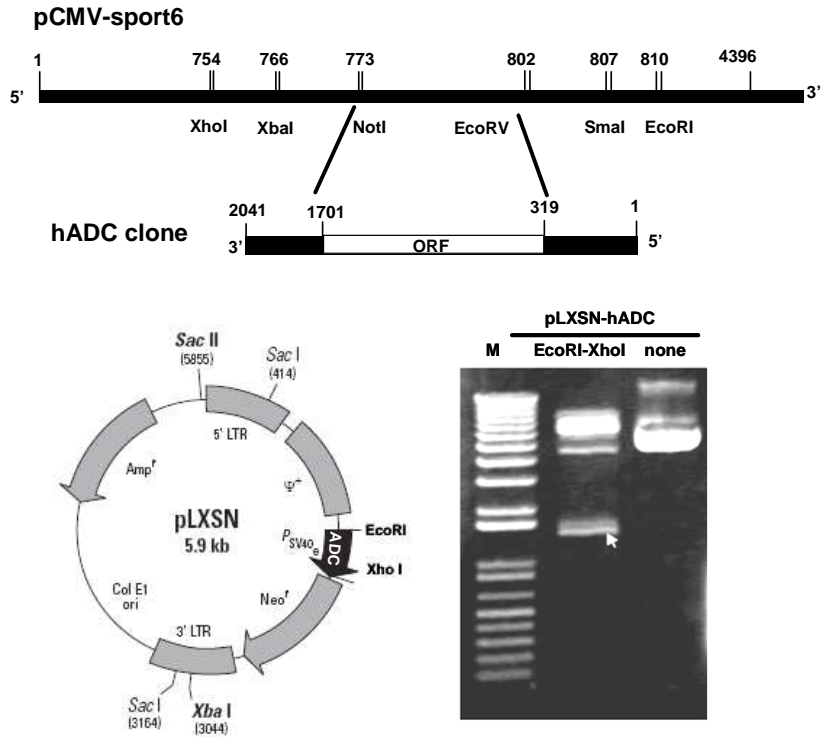 pCMV-sport6
1 754 766 773 802 807 810 4396
5’ 3’
XhoI XbaI NotI EcoRV SmaI EcoRI
2041 1701 319 1
hADC clone 3’ ORF 5’
pLXSN-hADC
M EcoRI-XhoI none
Sac II
(5855)
Sac I
(414)
5' LTR
Ampʳ
Ψ⁺
pLXSN
5.9 kb
EcoRI
P SV40 e
ADC
Xho I
Col E1
ori
Neoʳ
3' LTR
Sac I
(3164)
Xba I
(3044)